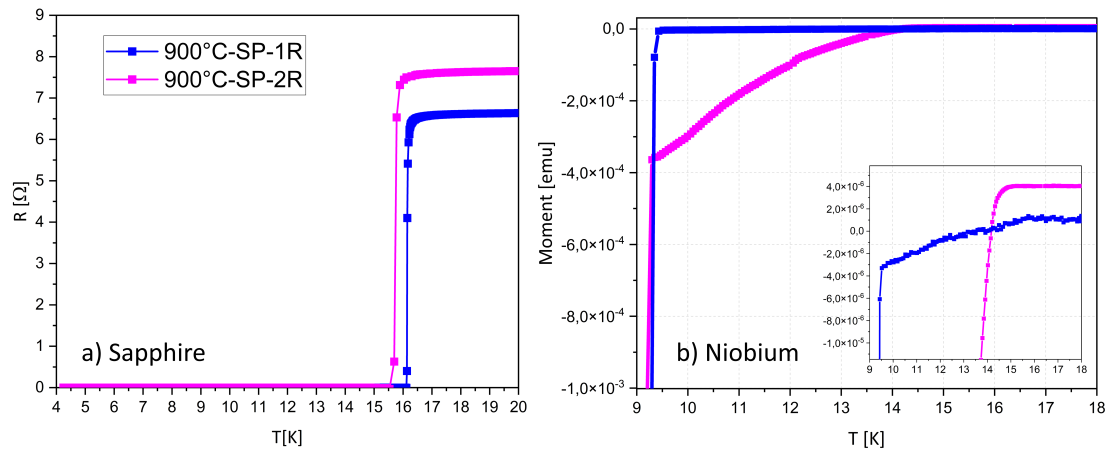 900°C-SP-1R
900°C-SP-2R
9
8
7
6
5
4
3
2
1
0
R [Ω]
a) Sapphire
4 5 6 7 8 9 10 11 12 13 14 15 16 17 18 19 20
T[K]
0,0
-2,0×10⁻⁴
-4,0×10⁻⁴
-6,0×10⁻⁴
-8,0×10⁻⁴
-1,0×10⁻³
Moment [emu]
b) Niobium
9 10 11 12 13 14 15 16 17 18
T [K]
4,0×10⁻⁶
2,0×10⁻⁶
0,0
-2,0×10⁻⁶
-4,0×10⁻⁶
-6,0×10⁻⁶
-8,0×10⁻⁶
-1,0×10⁻⁵
9 10 11 12 13 14 15 16 17 18